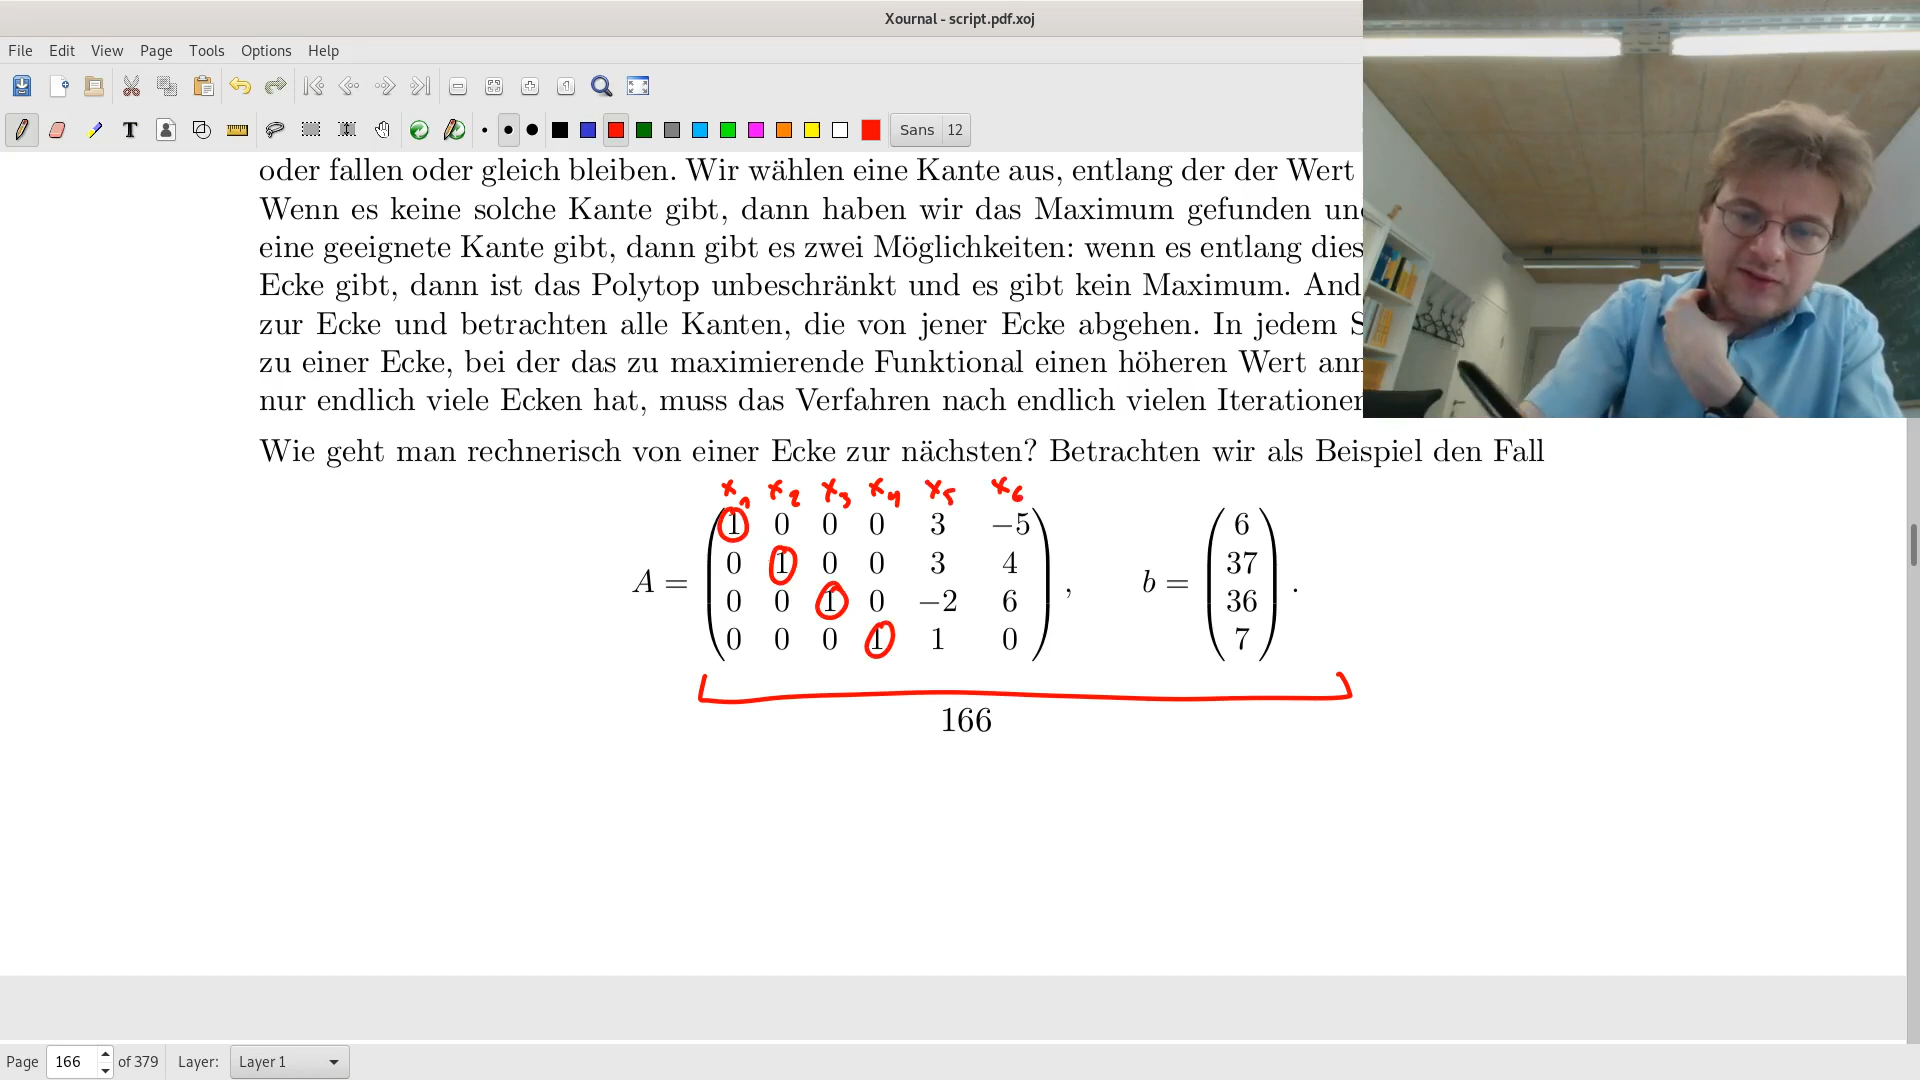 Xournal - script.pdf.xoj
File Edit View Page Tools Options Help
Sans 12
oder fallen oder gleich bleiben. Wir wählen eine Kante aus, entlang der der Wert
Wenn es keine solche Kante gibt, dann haben wir das Maximum gefunden
eine geeignete Kante gibt, dann gibt es zwei Möglichkeiten: wenn es entlang
Ecke gibt, dann ist das Polytop unbeschränkt und es gibt kein Maximum.
zur Ecke und betrachten alle Kanten, die von jener Ecke abgehen. In jedem
zu einer Ecke, bei der das zu maximierende Funktional einen höheren Wert
nur endlich viele Ecken hat, muss das Verfahren nach endlich vielen
Wie geht man rechnerisch von einer Ecke zur nächsten? Betrachten wir als Beispiel den Fall
x₁ x₂ x₃ x₄ x₅ x₆
1 0 0 0 3 −5 6
0 1 0 0 3 4 37
A = , b = .
0 0 1 0 −2 6 36
0 0 0 1 1 0 7
166
Page 166 of 379 Layer: Layer 1